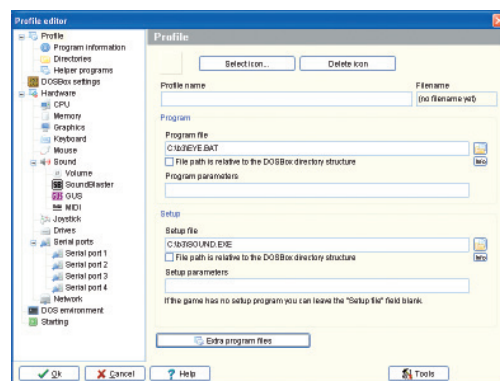 Profile editor
Profile
Program information
Directories
Helper programs
DOSBox settings
Hardware
CPU
Memory
Graphics
Keyboard
Mouse
Sound
Volume
SoundBlaster
GUS
MIDI
Joystick
Drives
Serial ports
Serial port 1
Serial port 2
Serial port 3
Serial port 4
Network
DOS environment
Starting
Profile
Select icon...
Delete icon
Profile name
Filename
(no filename yet)
Program
Program file
C:\b3\EYE.BAT
File path is relative to the DOSBox directory structure
Info
Program parameters
Setup
Setup file
C:\b3\SOUND.EXE
File path is relative to the DOSBox directory structure
Info
Setup parameters
If the game has no setup program you can leave the "Setup file" field blank.
Extra program files
Ok
Cancel
Help
Tools